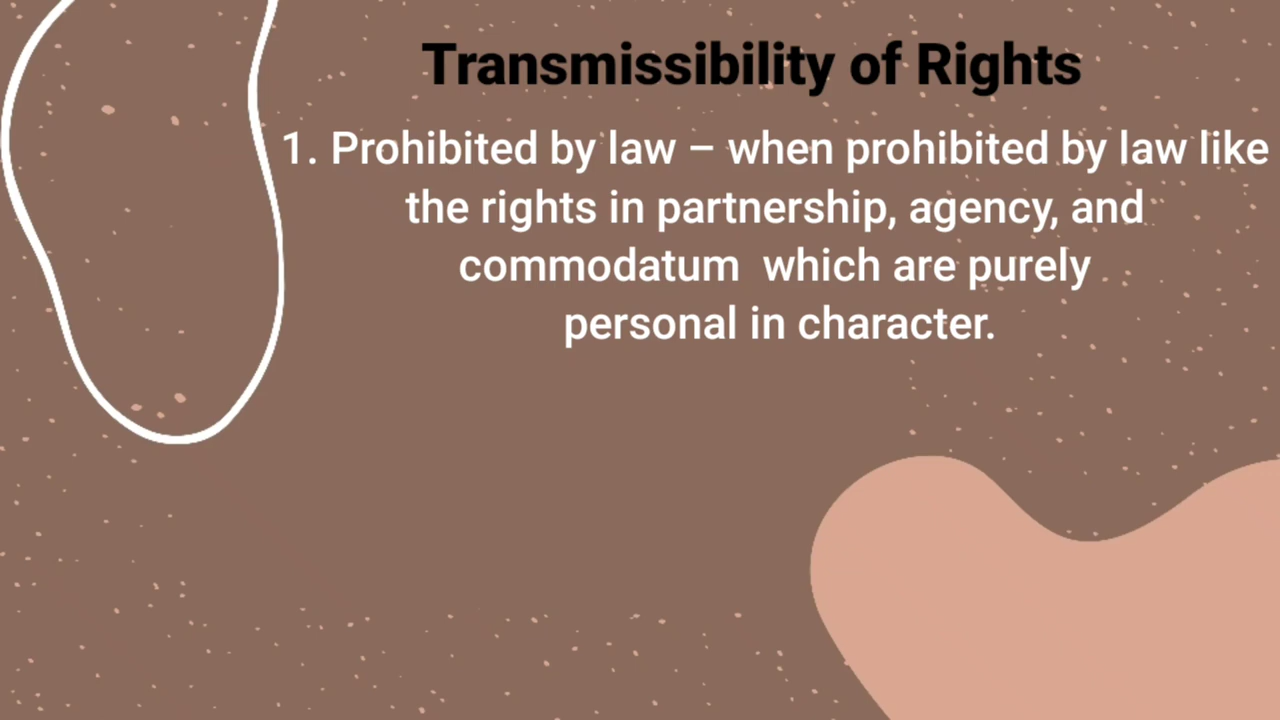 Transmissibility of Rights
1. Prohibited by law – when prohibited by law like
the rights in partnership, agency, and
commodatum which are purely
personal in character.